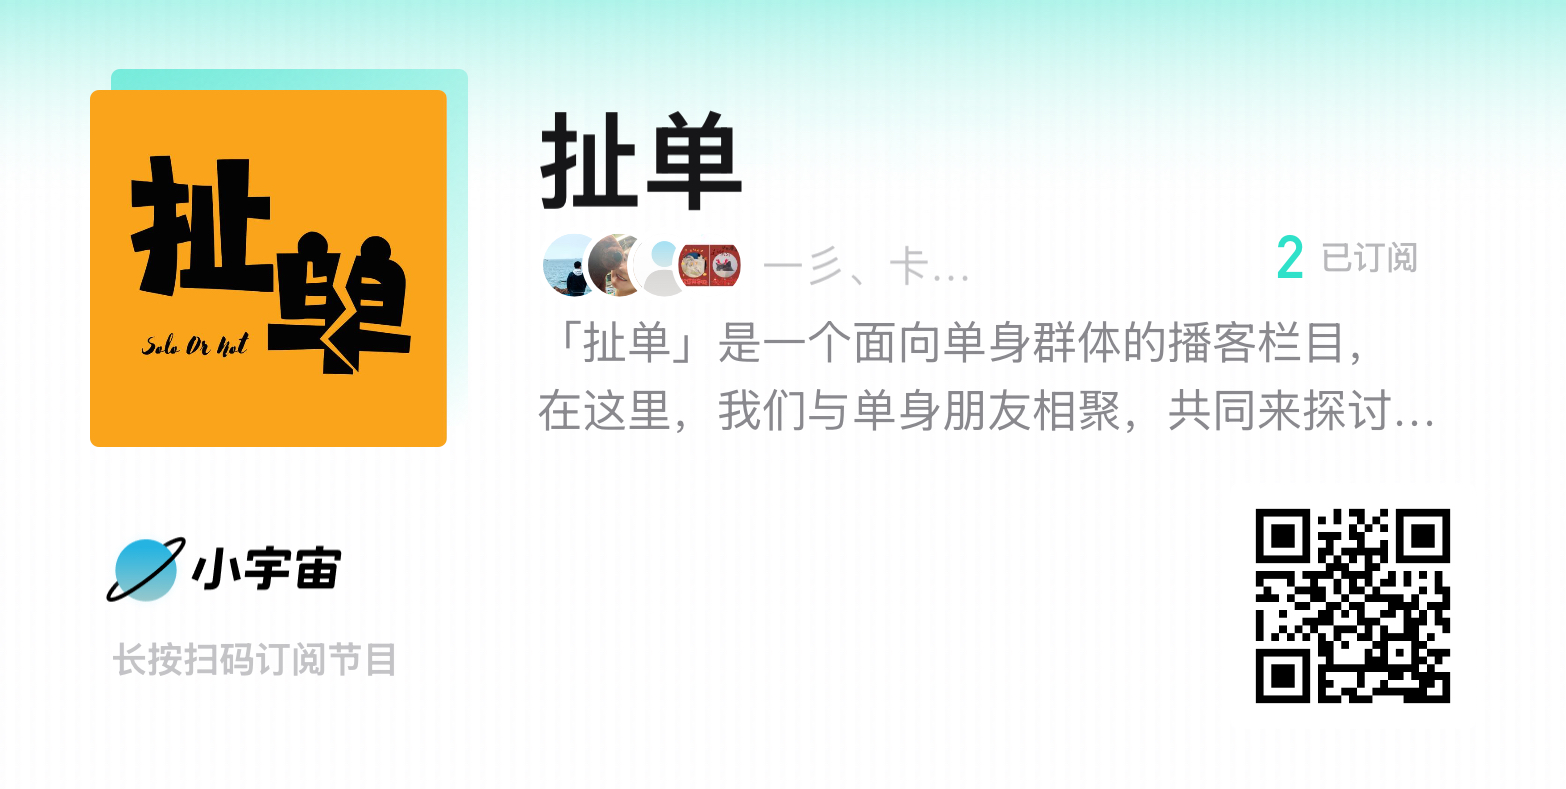 扯单
Solo Or Not
扯单
一彡、卡...
2 已订阅
「扯单」是一个面向单身群体的播客栏目，
在这里，我们与单身朋友相聚，共同来探讨...
小宇宙
长按扫码订阅节目